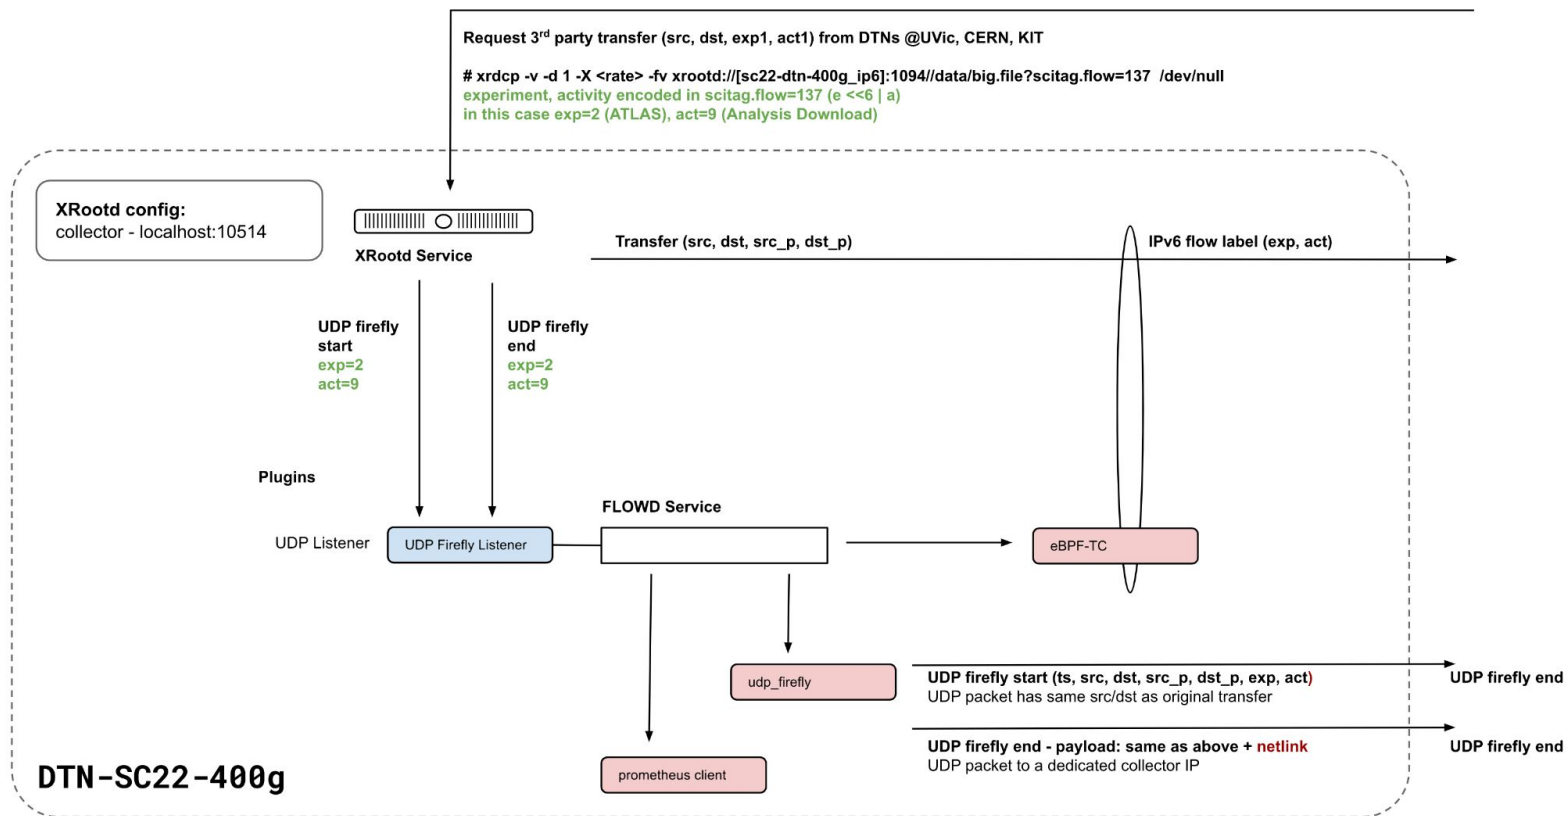 Request 3rd party transfer (src, dst, exp1, act1) from DTNs @UVic, CERN, KIT
# xrdcp -v -d 1 -X <rate> -fv xrootd://[sc22-dtn-400g_ip6]:1094//data/big.file?scitag.flow=137 /dev/null
experiment, activity encoded in scitag.flow=137 (e <<6 | a)
in this case exp=2 (ATLAS), act=9 (Analysis Download)
XRootd config:
collector - localhost:10514
XRootd Service
Transfer (src, dst, src_p, dst_p)
IPv6 flow label (exp, act)
UDP firefly
start
exp=2
act=9
UDP firefly
end
exp=2
act=9
Plugins
FLOWD Service
UDP Listener
UDP Firefly Listener
eBPF-TC
udp_firefly
UDP firefly start (ts, src, dst, src_p, dst_p, exp, act)
UDP packet has same src/dst as original transfer
UDP firefly end
UDP firefly end - payload: same as above + netlink
UDP packet to a dedicated collector IP
UDP firefly end
prometheus client
DTN-SC22-400g